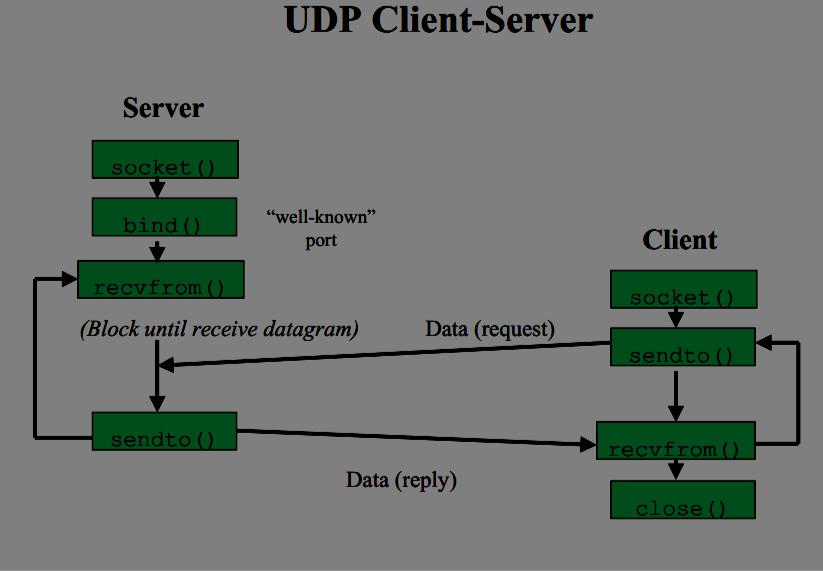 UDP Client-Server
Server
socket()
bind()
“well-known”
port
recvfrom()
(Block until receive datagram)
sendto()
Data (request)
Data (reply)
Client
socket()
sendto()
recvfrom()
close()